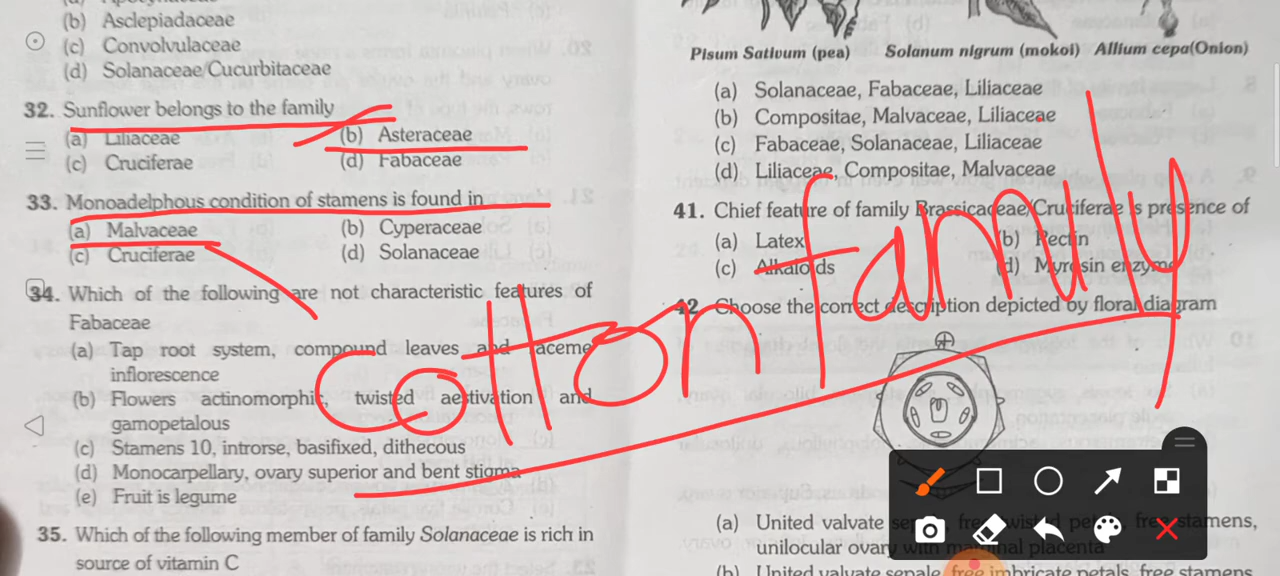 (b) Asclepiadaceae
(c) Convolvulaceae
(d) Solanaceae/Cucurbitaceae
32. Sunflower belongs to the family
(a) Liliaceae (b) Asteraceae
(c) Cruciferae (d) Fabaceae
33. Monoadelphous condition of stamens is found in
(a) Malvaceae (b) Cyperaceae
(c) Cruciferae (d) Solanaceae
34. Which of the following are not characteristic features of
Fabaceae
(a) Tap root system, compound leaves and raceme
inflorescence
(b) Flowers actinomorphic, twisted aestivation and
gamopetalous
(c) Stamens 10, introrse, basifixed, dithecous
(d) Monocarpellary, ovary superior and bent stigma
(e) Fruit is legume
35. Which of the following member of family Solanaceae is rich in
source of vitamin C
Pisum Sativum (pea) Solanum nigrum (mokoi) Allium cepa(Onion)
(a) Solanaceae, Fabaceae, Liliaceae
(b) Compositae, Malvaceae, Liliaceae
(c) Fabaceae, Solanaceae, Liliaceae
(d) Liliaceae, Compositae, Malvaceae
41. Chief feature of family Brassicaceae/Cruciferae is presence of
(a) Latex (b) Pectin
(c) Alkaloids (d) Myrosin enzyme
42. Choose the correct description depicted by floral diagram
(a) United valvate sepals, free twisted petals, free stamens,
unilocular ovary with marginal placenta
(b) United valvate sepals, free imbricate petals, free stamens
cotton family